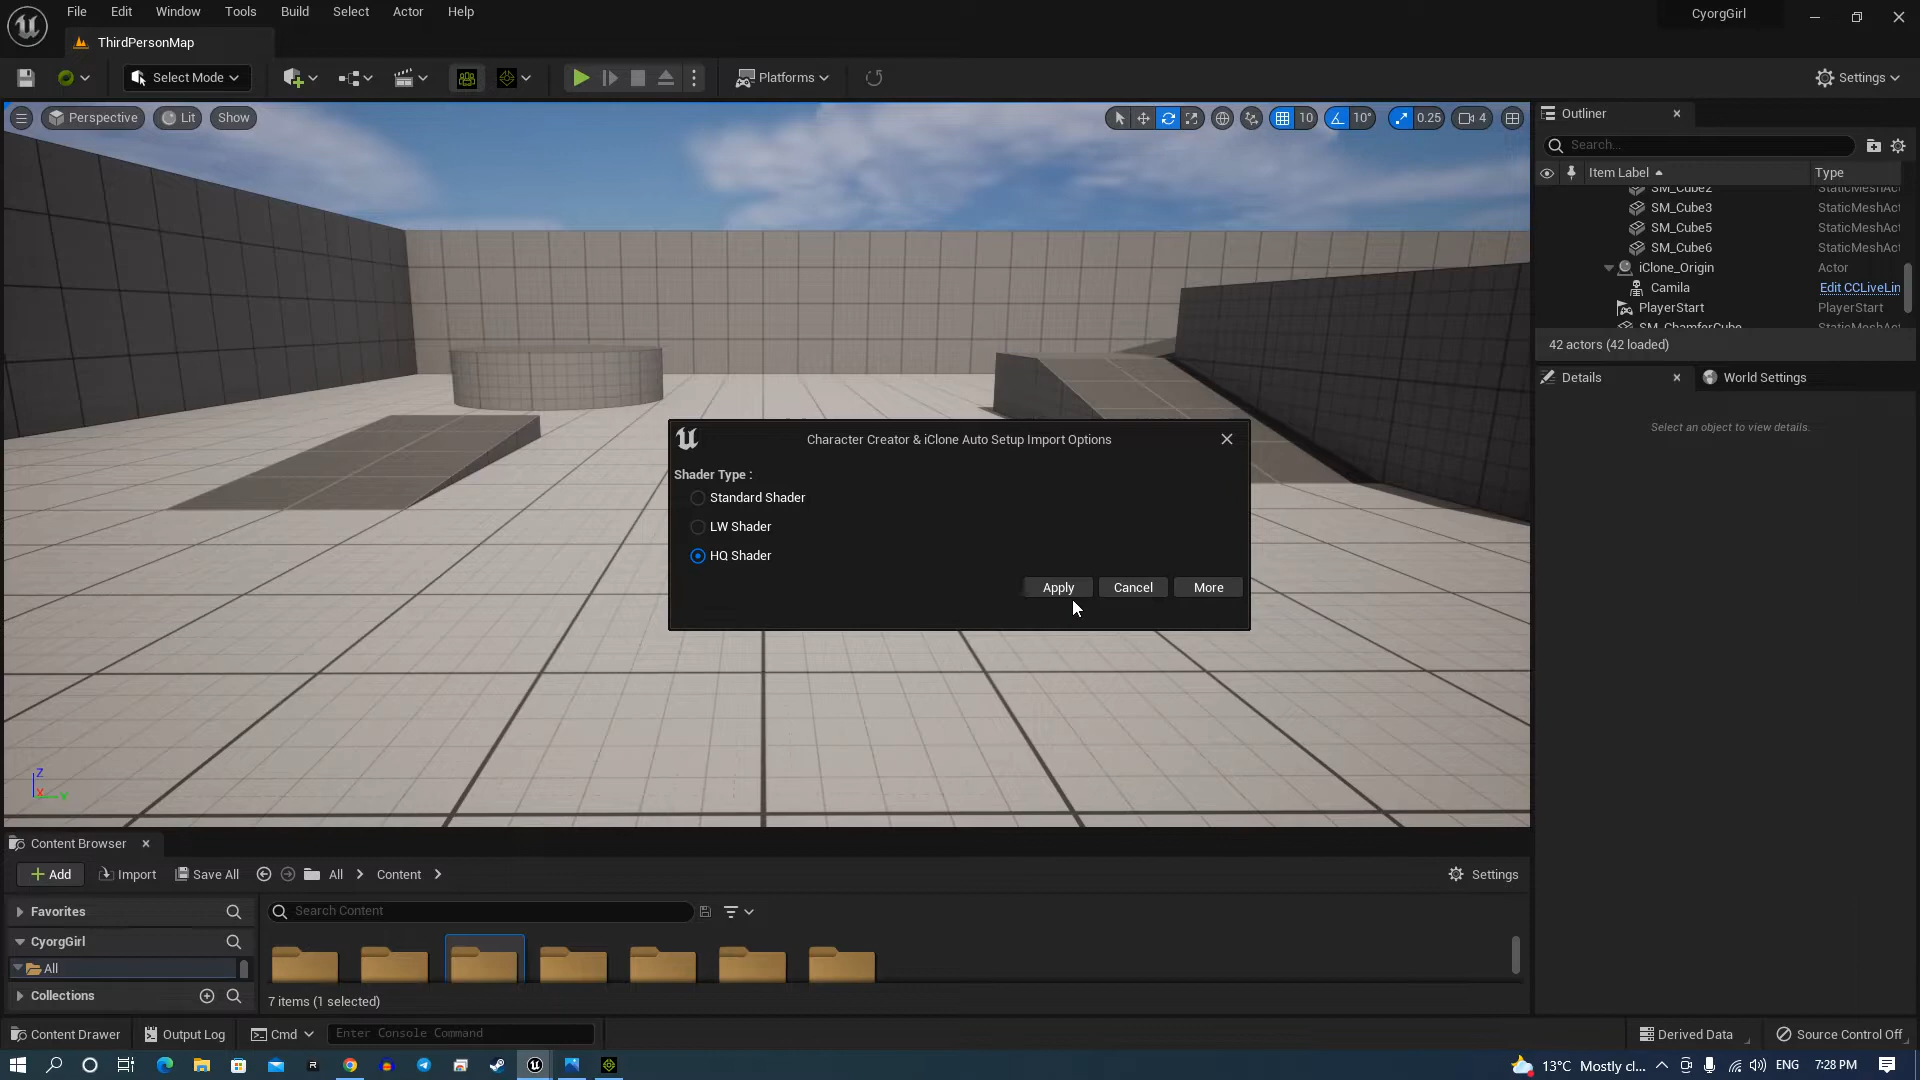 File Edit Window Tools Build Select Actor Help
CyorgGirl
ThirdPersonMap
Select Mode
Platforms
Settings
Perspective Lit Show
10 10° 0.25 4
Outliner
Search...
Item Label Type
SM_Cube2 StaticMeshAct
SM_Cube3 StaticMeshAct
SM_Cube5 StaticMeshAct
SM_Cube6 StaticMeshAct
iClone_Origin Actor
Camila Edit CCLiveLin
PlayerStart PlayerStart
SM_ChamferCube StaticMeshAct
42 actors (42 loaded)
Details World Settings
Select an object to view details.
Character Creator & iClone Auto Setup Import Options
Shader Type :
Standard Shader
LW Shader
HQ Shader
Apply Cancel More
Z
X
Y
Content Browser
Add Import Save All All Content Settings
Favorites
Search Content
CyorgGirl
All
Collections
7 items (1 selected)
Content Drawer Output Log Cmd Enter Console Command Derived Data Source Control Off
13°C Mostly cl... ENG 7:28 PM